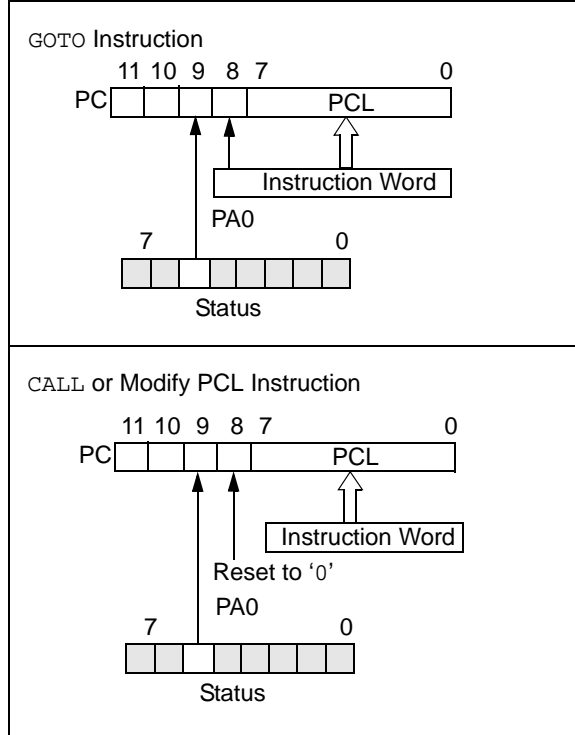 GOTO Instruction
11 10 9 8 7 0
PC PCL
Instruction Word
PA0
7 0
Status
CALL or Modify PCL Instruction
11 10 9 8 7 0
PC PCL
Instruction Word
Reset to ‘0’
PA0
7 0
Status